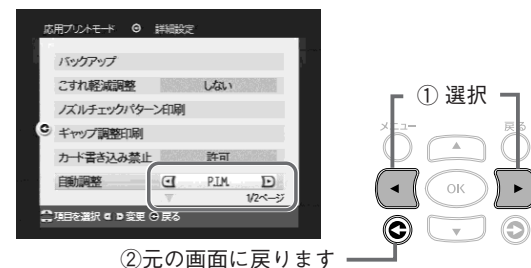 応用プリントモード 詳細設定
バックアップ
こすれ軽減調整 しない
ノズルチェックパターン印刷
ギャップ調整印刷
カード書き込み禁止 許可
自動調整 P.I.M.
1/2ページ
項目を選択 変更 戻る
① 選択
メニュー 戻る
OK
②元の画面に戻ります